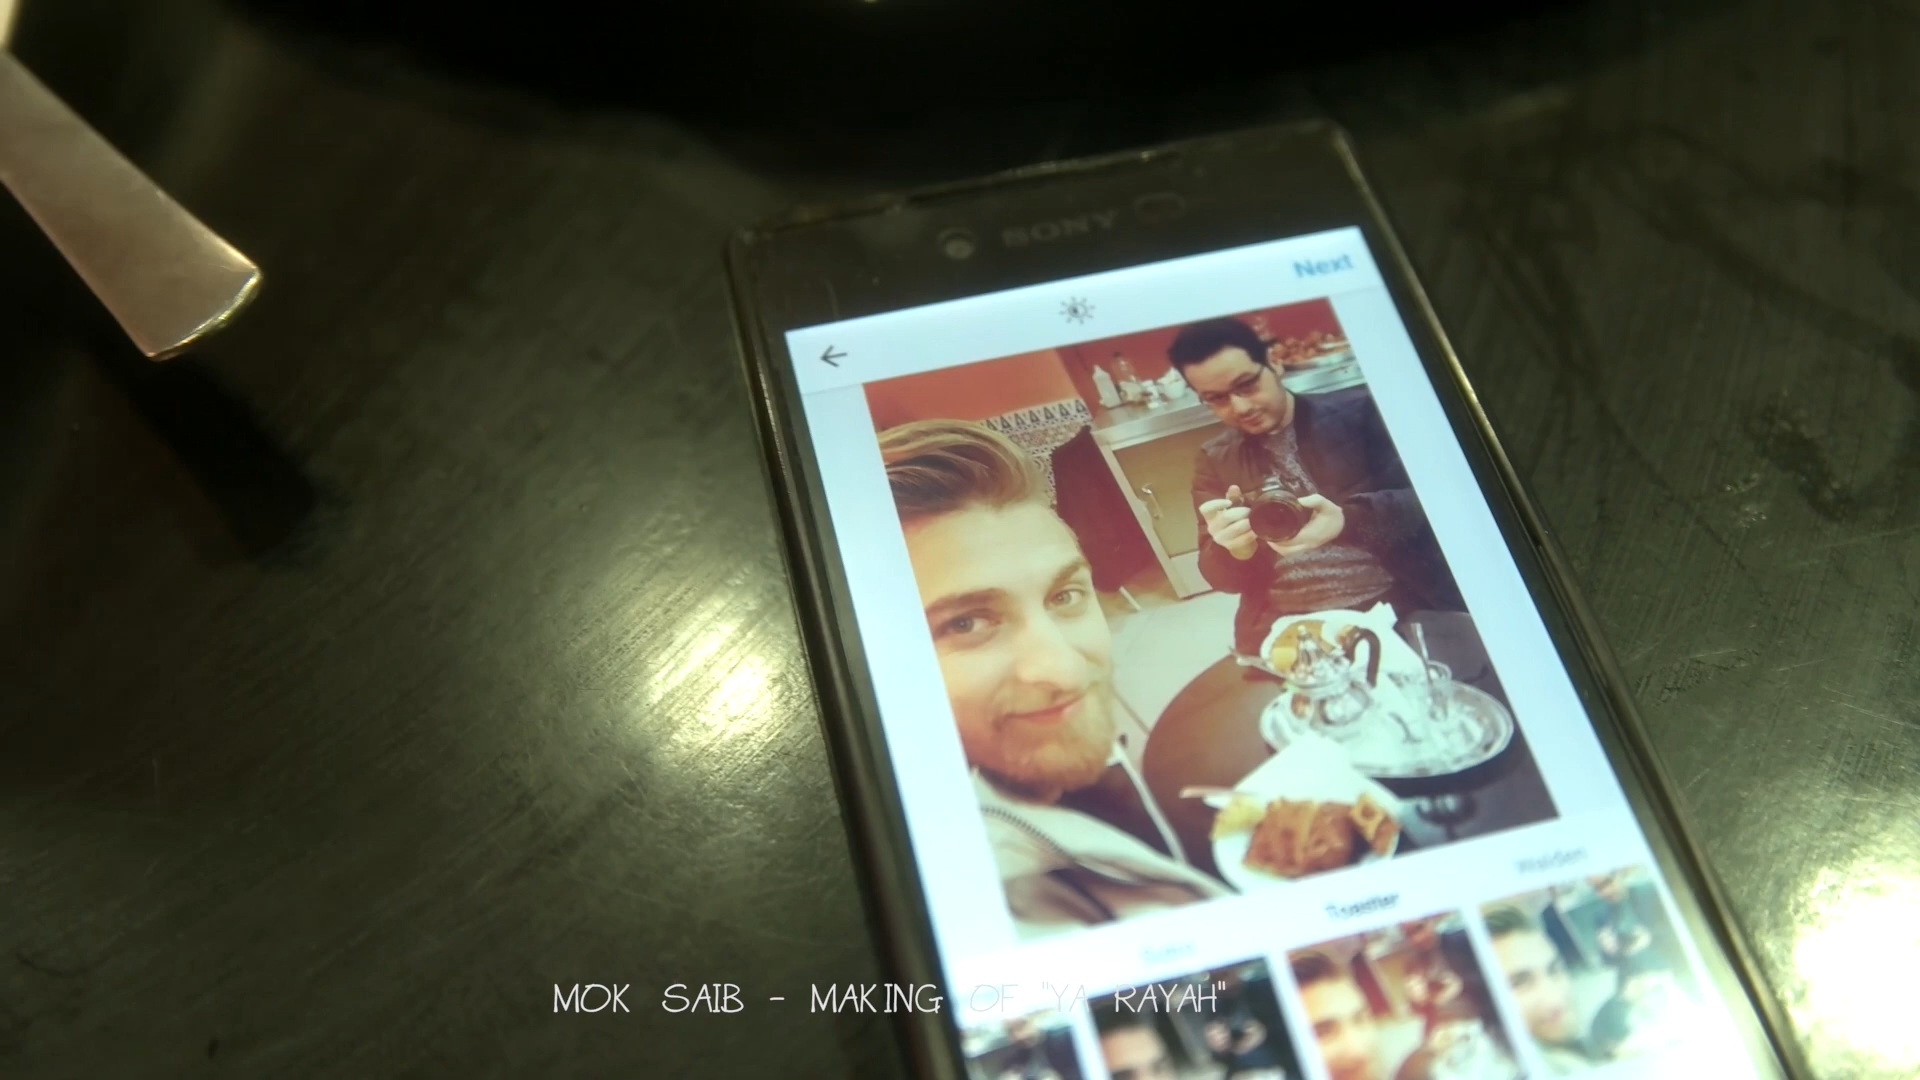 SONY
Next
Walden
Toaster
MOK SAIB - MAKING OF "YA RAYAH"